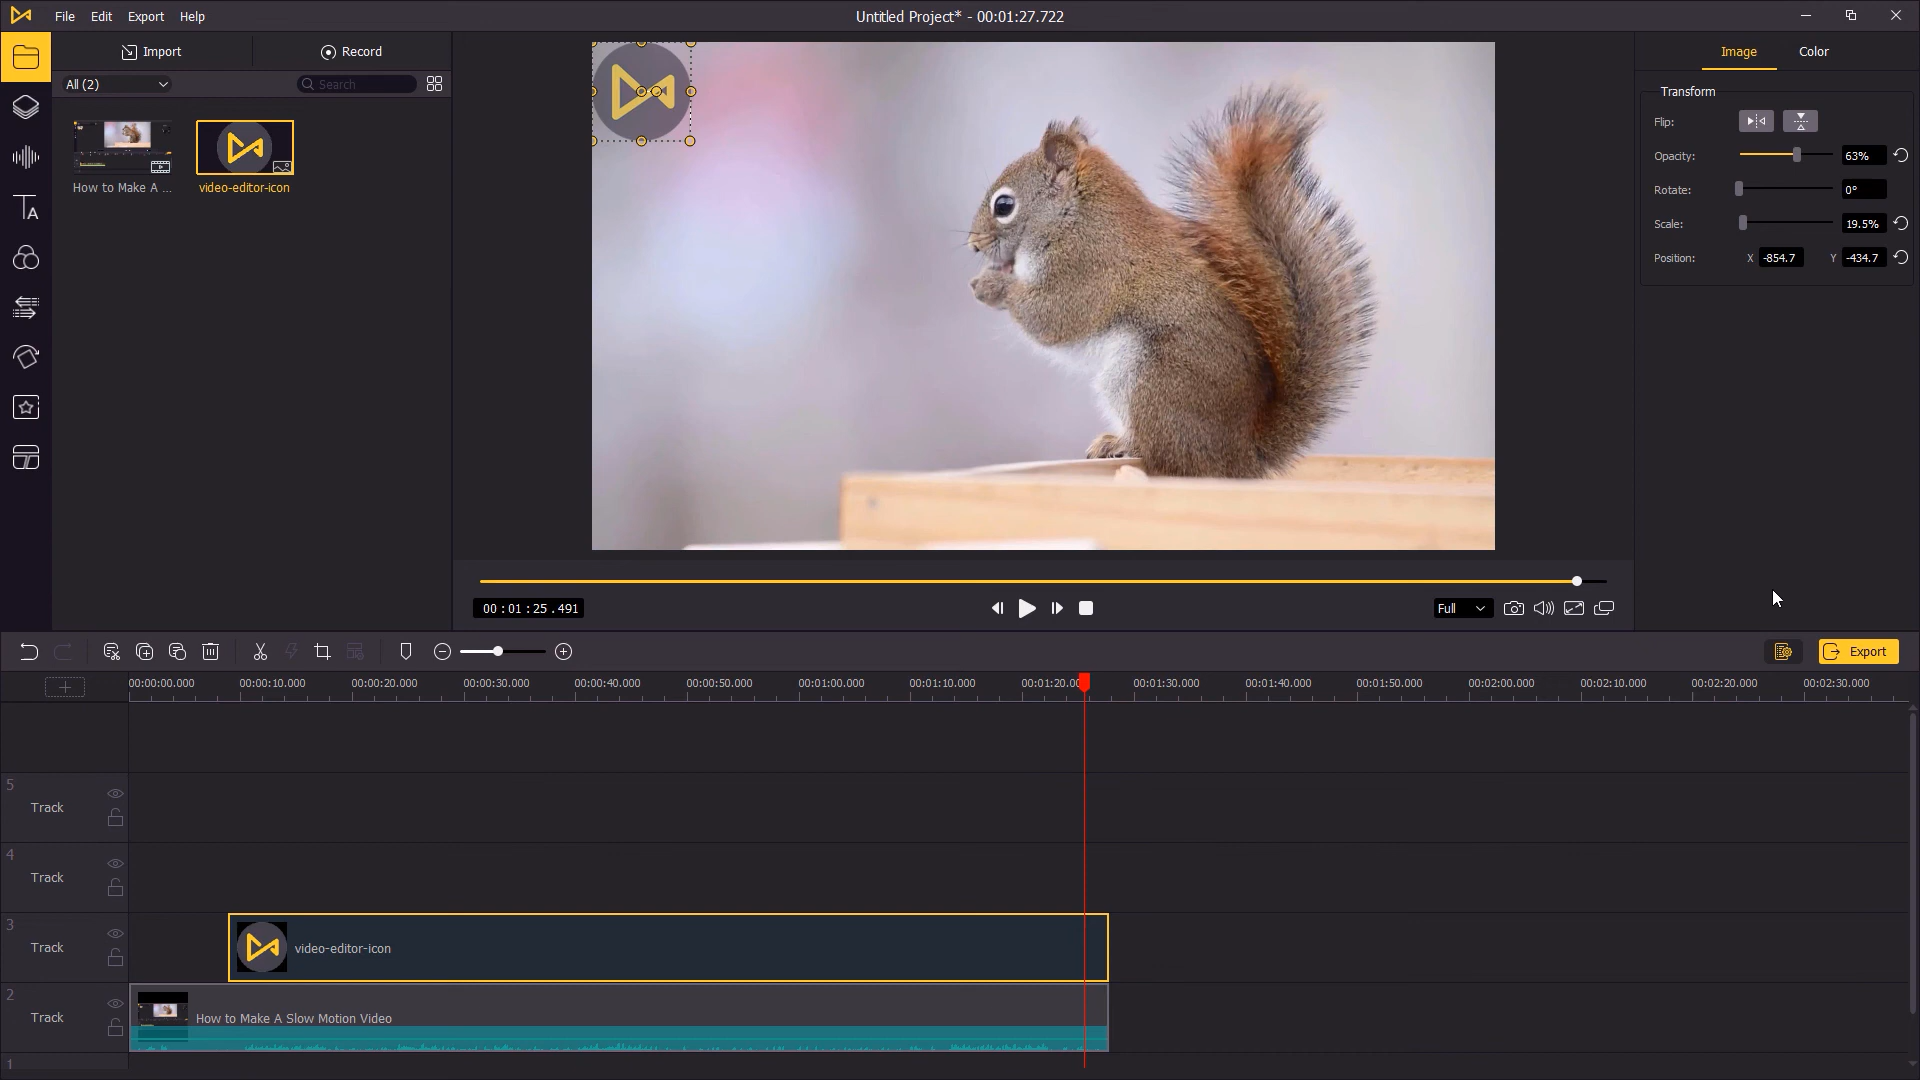 File Edit Export Help
Untitled Project* - 00:01:27.722
Import Record
All (2) Search
How to Make A ... video-editor-icon
Image Color
Transform
Flip:
Opacity: 63%
Rotate: 0°
Scale: 19.5%
Position: X -854.7 Y -434.7
00 : 01 : 25 . 491
Full
Export
00:00:00.000 00:00:10.000 00:00:20.000 00:00:30.000 00:00:40.000 00:00:50.000 00:01:00.000 00:01:10.000 00:01:20.00 00:01:30.000 00:01:40.000 00:01:50.000 00:02:00.000 00:02:10.000 00:02:20.000 00:02:30.000
5
Track
4
Track
3
Track video-editor-icon
2
Track How to Make A Slow Motion Video
1